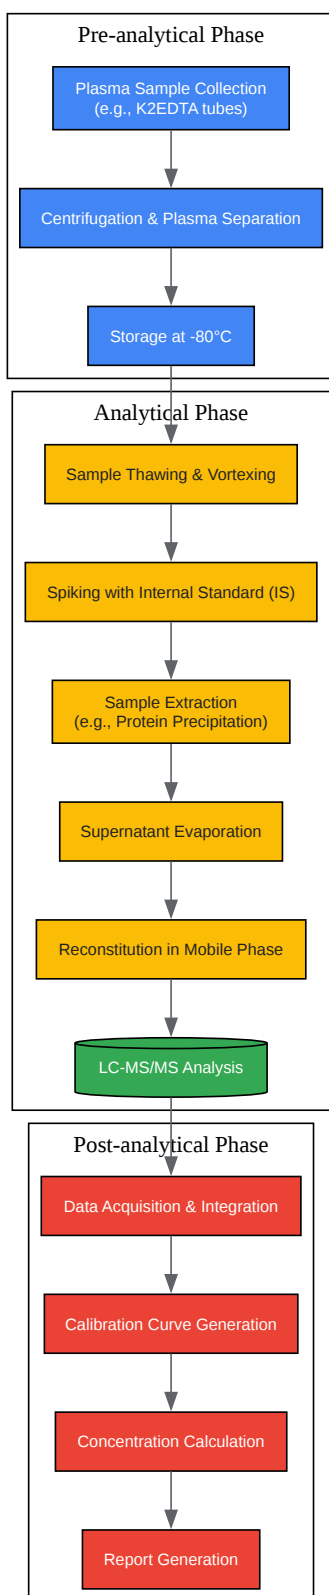 Pre-analytical Phase
Plasma Sample Collection
(e.g., K2EDTA tubes)
Centrifugation & Plasma Separation
Storage at -80°C
Analytical Phase
Sample Thawing & Vortexing
Spiking with Internal Standard (IS)
Sample Extraction
(e.g., Protein Precipitation)
Supernatant Evaporation
Reconstitution in Mobile Phase
LC-MS/MS Analysis
Post-analytical Phase
Data Acquisition & Integration
Calibration Curve Generation
Concentration Calculation
Report Generation